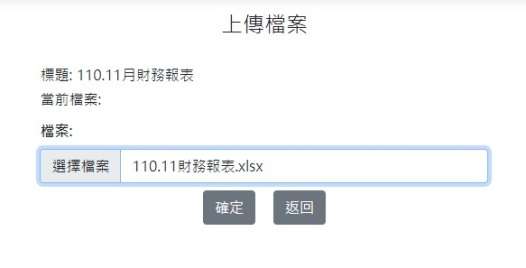 上傳檔案
標題: 110.11月財務報表
當前檔案:
檔案:
選擇檔案 110.11財務報表.xlsx
確定 返回